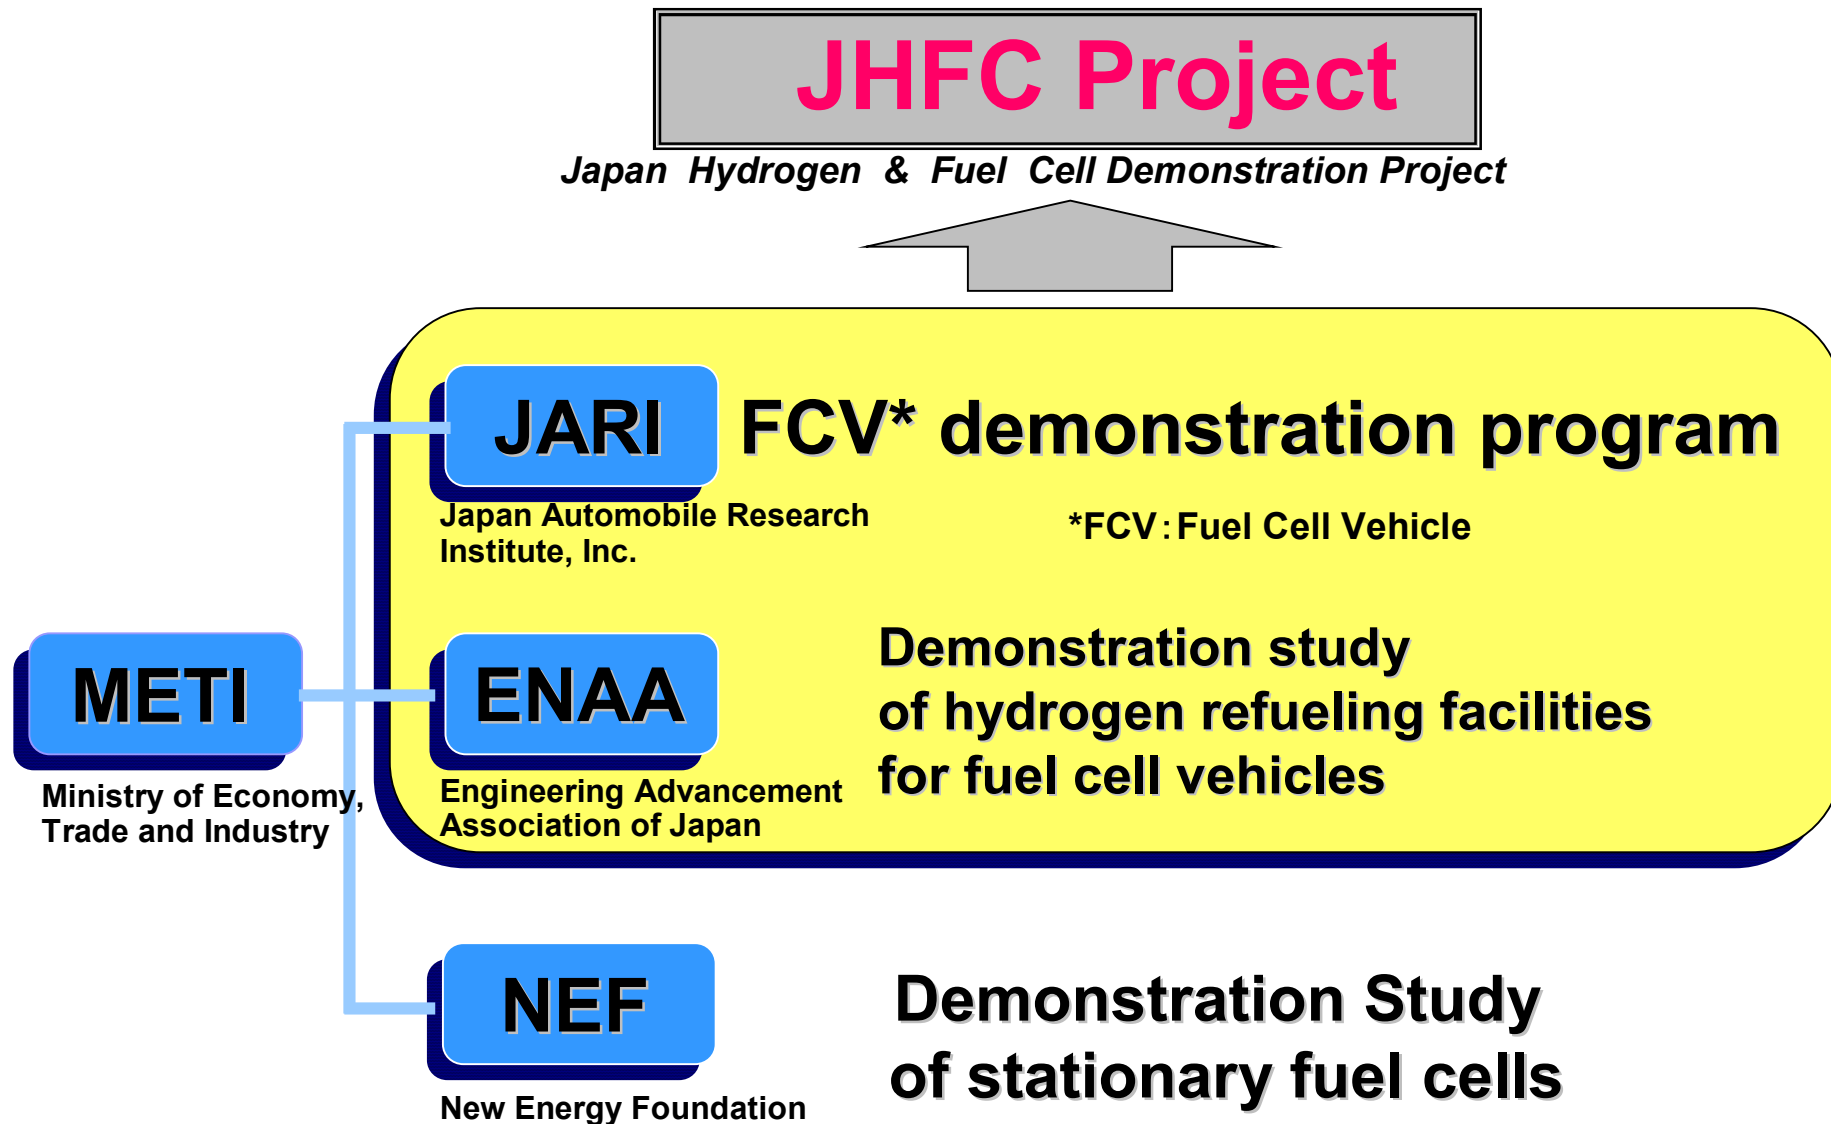 JHFC Project
Japan Hydrogen & Fuel Cell Demonstration Project
JARI
FCV* demonstration program
Japan Automobile Research
Institute, Inc.
*FCV:Fuel Cell Vehicle
METI
Ministry of Economy,
Trade and Industry
ENAA
Engineering Advancement
Association of Japan
Demonstration study
of hydrogen refueling facilities
for fuel cell vehicles
NEF
New Energy Foundation
Demonstration Study
of stationary fuel cells